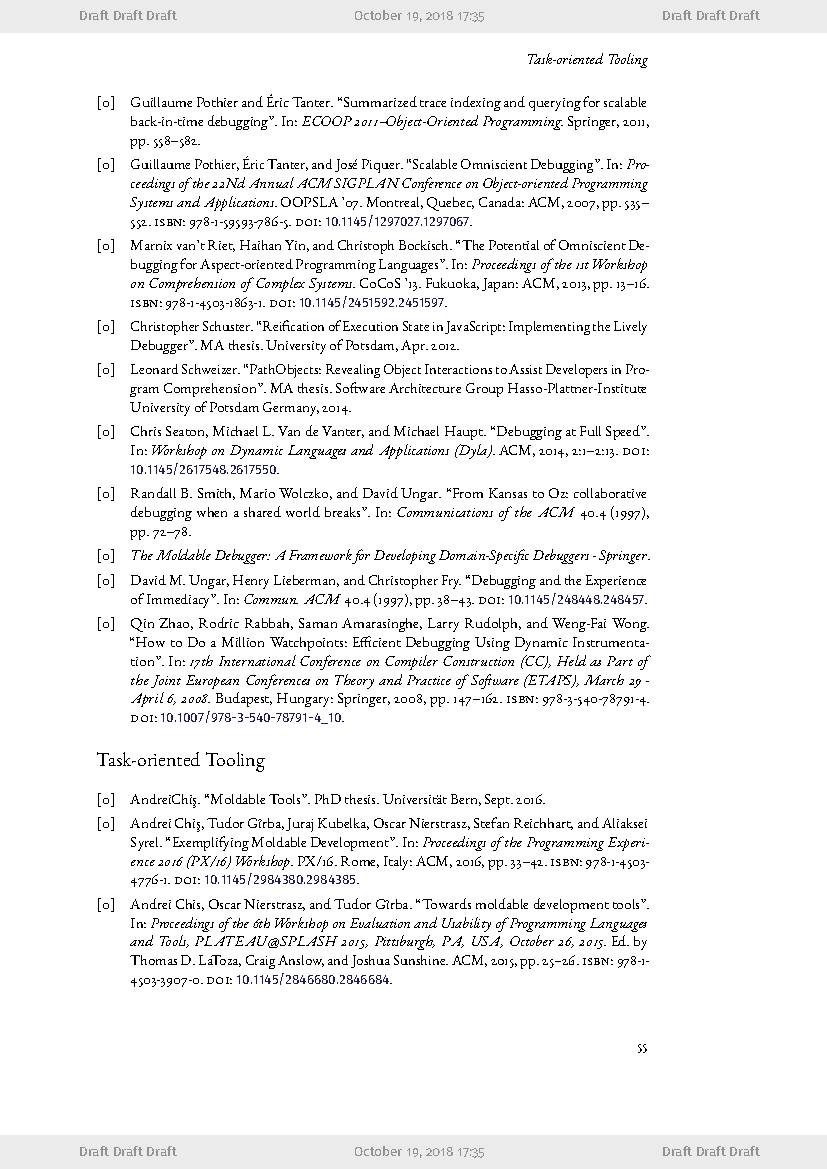 Draft Draft Draft October 19, 2018 17:35 Draft Draft Draft
Task-oriented Tooling
[0] Guillaume Pothier and Éric Tanter. “Summarized trace indexing and querying for scalable
back-in-time debugging”. In: ECOOP 2011–Object-Oriented Programming. Springer, 2011,
pp. 558–582.
[0] Guillaume Pothier, Éric Tanter, and José Piquer. “Scalable Omniscient Debugging”. In: Pro-
ceedings of the 22Nd Annual ACM SIGPLAN Conference on Object-oriented Programming
Systems and Applications. OOPSLA ’07. Montreal, Quebec, Canada: ACM, 2007, pp. 535–
552. ISBN: 978-1-59593-786-5. DOI: 10.1145/1297027.1297067.
[0] Marnix van’t Riet, Haihan Yin, and Christoph Bockisch. “The Potential of Omniscient De-
bugging for Aspect-oriented Programming Languages”. In: Proceedings of the 1st Workshop
on Comprehension of Complex Systems. CoCoS ’13. Fukuoka, Japan: ACM, 2013, pp. 13–16.
ISBN: 978-1-4503-1863-1. DOI: 10.1145/2451592.2451597.
[0] Christopher Schuster. “Reification of Execution State in JavaScript: Implementing the Lively
Debugger”. MA thesis. University of Potsdam, Apr. 2012.
[0] Leonard Schweizer. “PathObjects: Revealing Object Interactions to Assist Developers in Pro-
gram Comprehension”. MA thesis. Software Architecture Group Hasso-Plattner-Institute
University of Potsdam Germany, 2014.
[0] Chris Seaton, Michael L. Van de Vanter, and Michael Haupt. “Debugging at Full Speed”.
In: Workshop on Dynamic Languages and Applications (Dyla). ACM, 2014, 2:1–2:13. DOI:
10.1145/2617548.2617550.
[0] Randall B. Smith, Mario Wolczko, and David Ungar. “From Kansas to Oz: collaborative
debugging when a shared world breaks”. In: Communications of the ACM 40.4 (1997),
pp. 72–78.
[0] The Moldable Debugger: A Framework for Developing Domain-Specific Debuggers - Springer.
[0] David M. Ungar, Henry Lieberman, and Christopher Fry. “Debugging and the Experience
of Immediacy”. In: Commun. ACM 40.4 (1997), pp. 38–43. DOI: 10.1145/248448.248457.
[0] Qin Zhao, Rodric Rabbah, Saman Amarasinghe, Larry Rudolph, and Weng-Fai Wong.
“How to Do a Million Watchpoints: Efficient Debugging Using Dynamic Instrumenta-
tion”. In: 17th International Conference on Compiler Construction (CC), Held as Part of
the Joint European Conferences on Theory and Practice of Software (ETAPS), March 29 -
April 6, 2008. Budapest, Hungary: Springer, 2008, pp. 147–162. ISBN: 978-3-540-78791-4.
DOI: 10.1007/978-3-540-78791-4_10.
Task-oriented Tooling
[0] AndreiChiş. “Moldable Tools”. PhD thesis. Universität Bern, Sept. 2016.
[0] Andrei Chiş, Tudor Gîrba, Juraj Kubelka, Oscar Nierstrasz, Stefan Reichhart, and Aliaksei
Syrel. “Exemplifying Moldable Development”. In: Proceedings of the Programming Experi-
ence 2016 (PX/16) Workshop. PX/16. Rome, Italy: ACM, 2016, pp. 33–42. ISBN: 978-1-4503-
4776-1. DOI: 10.1145/2984380.2984385.
[0] Andrei Chis, Oscar Nierstrasz, and Tudor Gîrba. “Towards moldable development tools”.
In: Proceedings of the 6th Workshop on Evaluation and Usability of Programming Languages
and Tools, PLATEAU@SPLASH 2015, Pittsburgh, PA, USA, October 26, 2015. Ed. by
Thomas D. LaToza, Craig Anslow, and Joshua Sunshine. ACM, 2015, pp. 25–26. ISBN: 978-1-
4503-3907-0. DOI: 10.1145/2846680.2846684.
55
Draft Draft Draft October 19, 2018 17:35 Draft Draft Draft